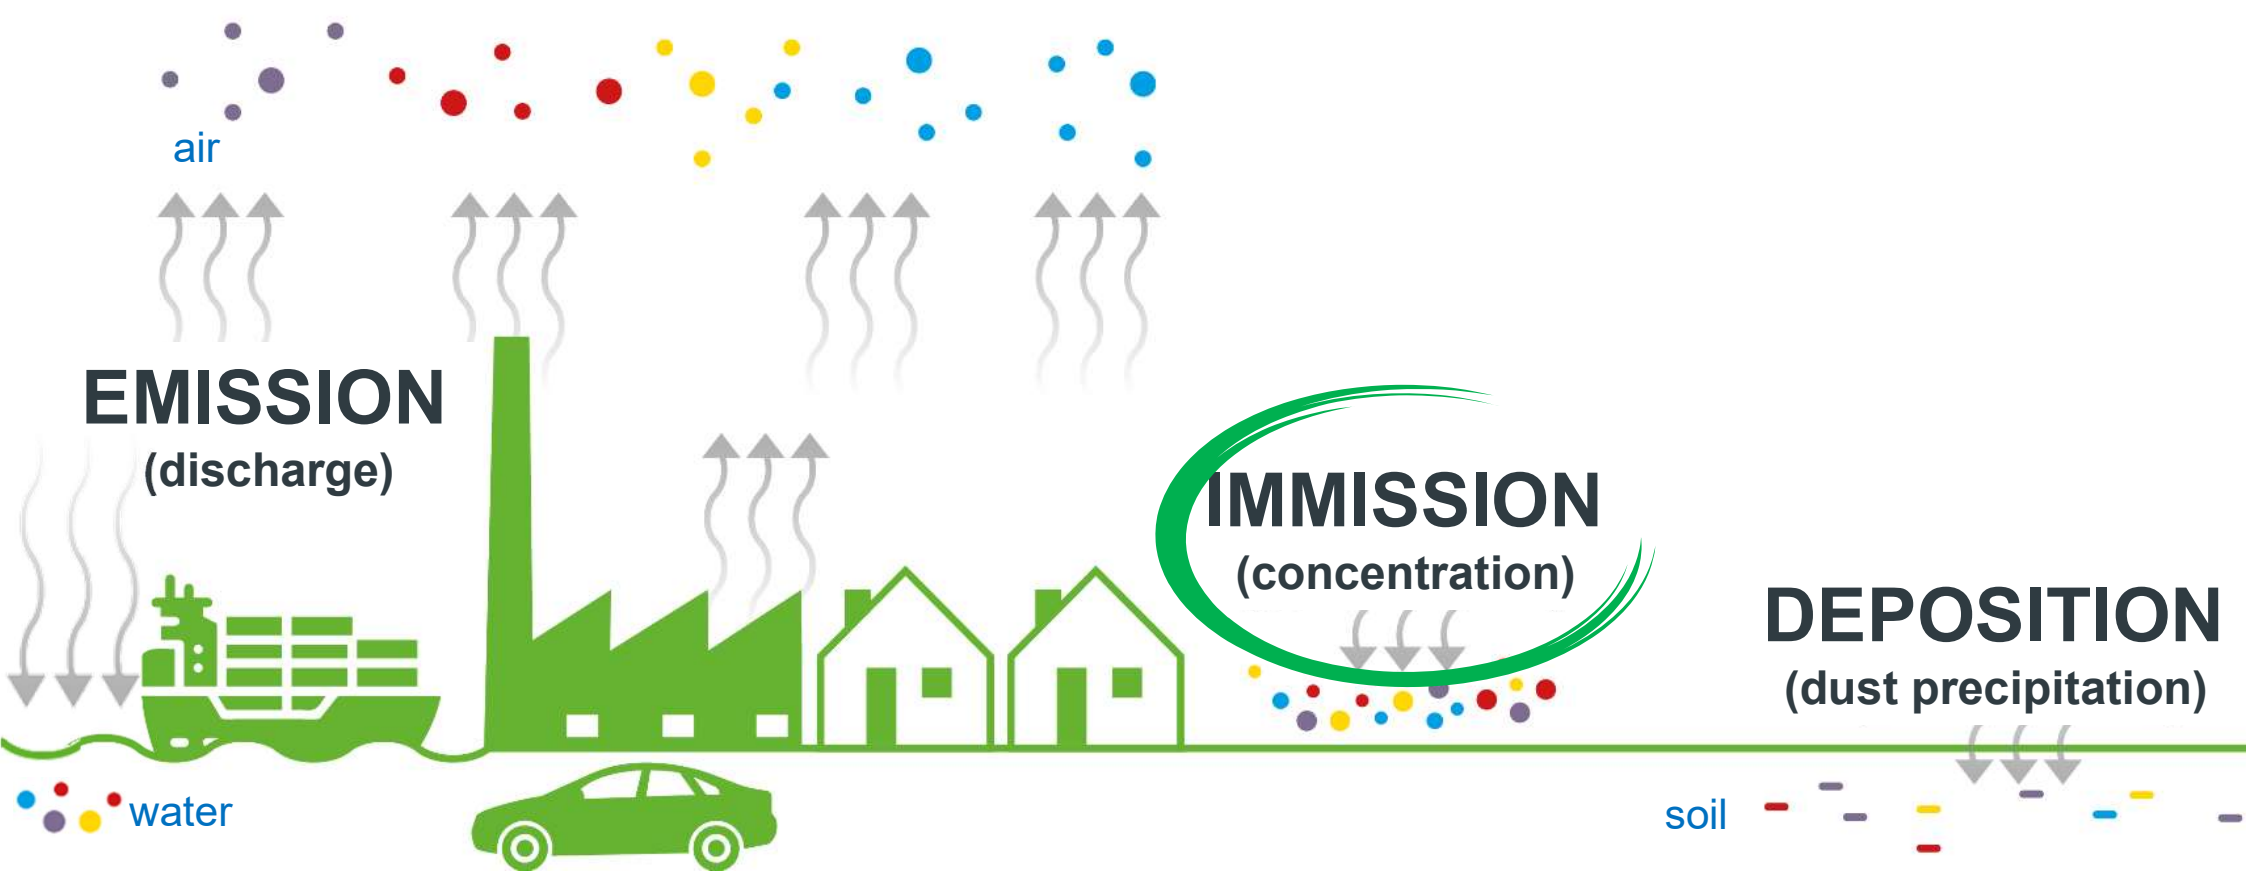 air
EMISSION
(discharge)
IMMISSION
(concentration)
DEPOSITION
(dust precipitation)
water
soil